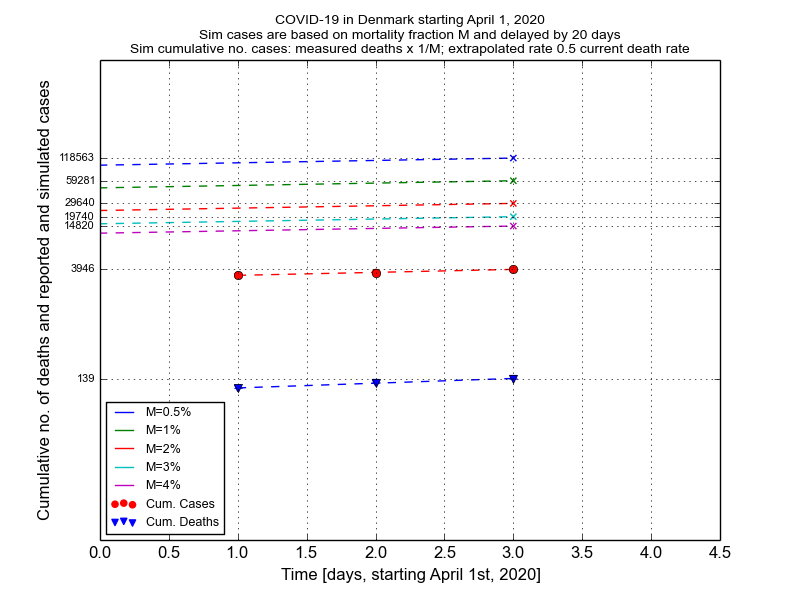 COVID-19 in Denmark starting April 1, 2020
Sim cases are based on mortality fraction M and delayed by 20 days
Sim cumulative no. cases: measured deaths x 1/M; extrapolated rate 0.5 current death rate
Cumulative no. of deaths and reported and simulated cases
118563
59281
29640
19740
14820
3946
139
M=0.5%
M=1%
M=2%
M=3%
M=4%
Cum. Cases
Cum. Deaths
0.0 0.5 1.0 1.5 2.0 2.5 3.0 3.5 4.0 4.5
Time [days, starting April 1st, 2020]